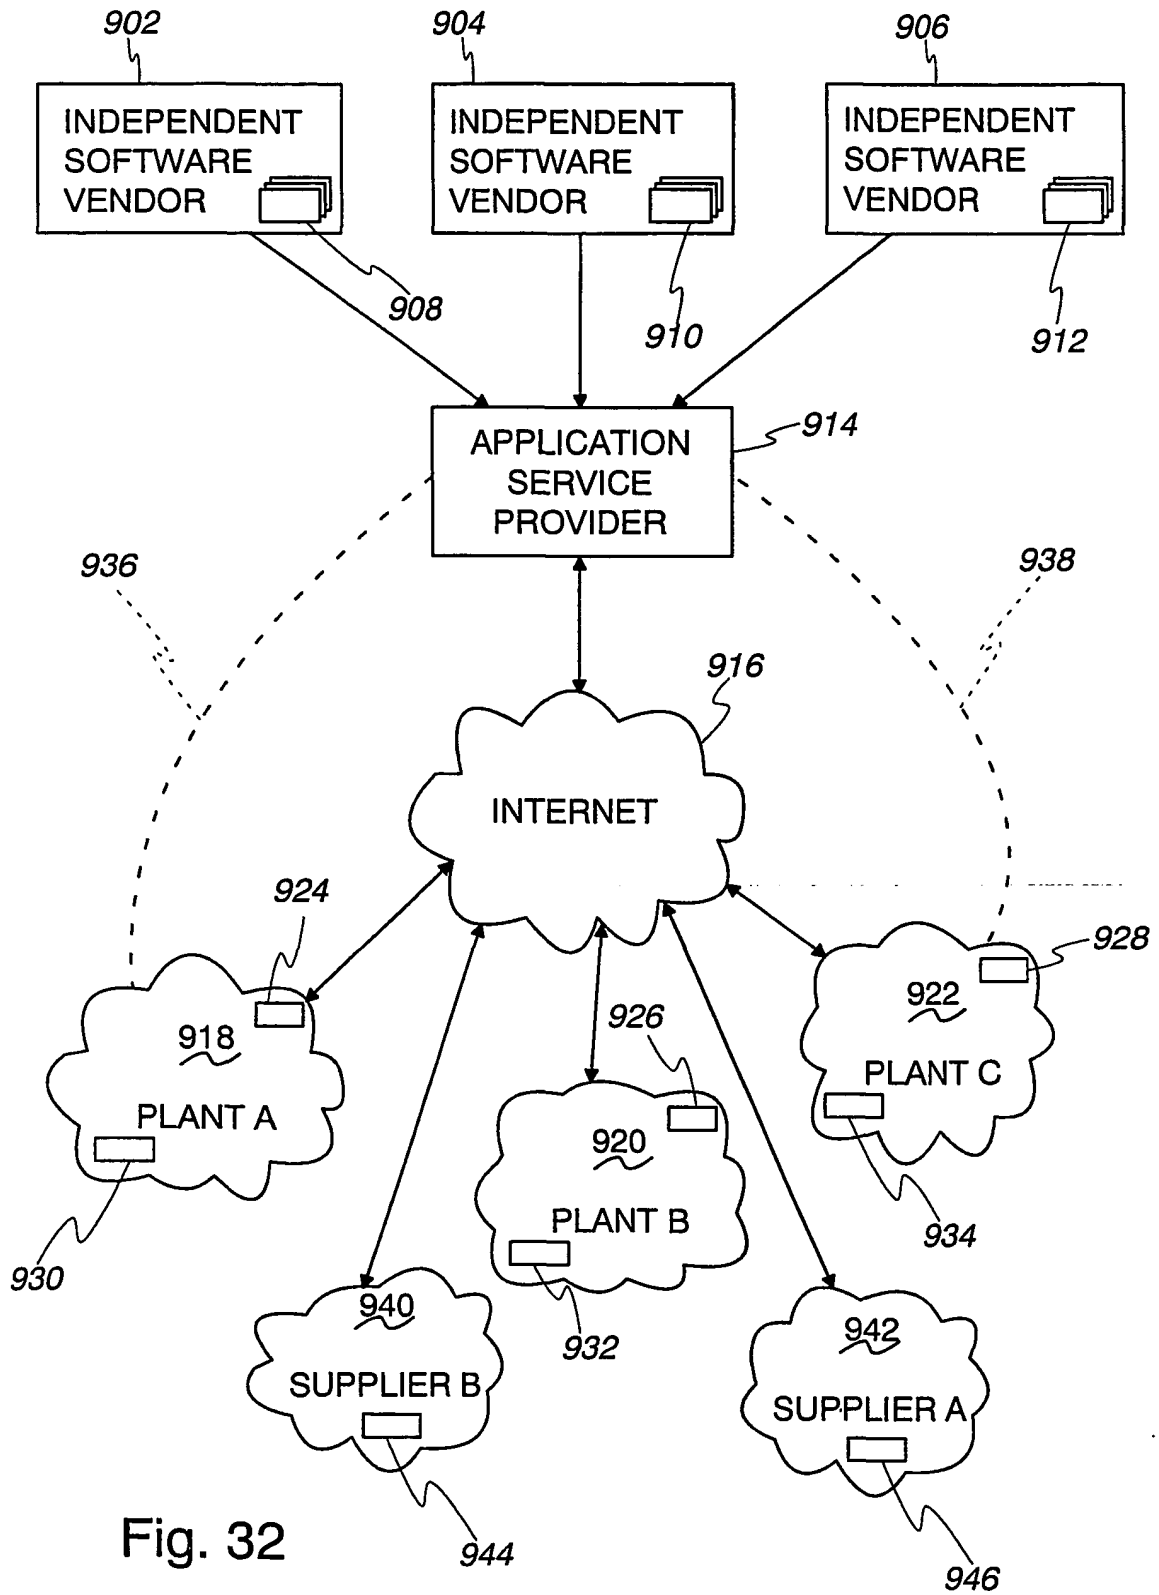 902
904
906
INDEPENDENT
SOFTWARE
VENDOR
INDEPENDENT
SOFTWARE
VENDOR
INDEPENDENT
SOFTWARE
VENDOR
908
910
912
APPLICATION
SERVICE
PROVIDER
914
936
938
916
INTERNET
924
928
918
926
922
PLANT A
PLANT C
920
PLANT B
930
934
932
940
942
SUPPLIER B
SUPPLIER A
944
946
Fig. 32